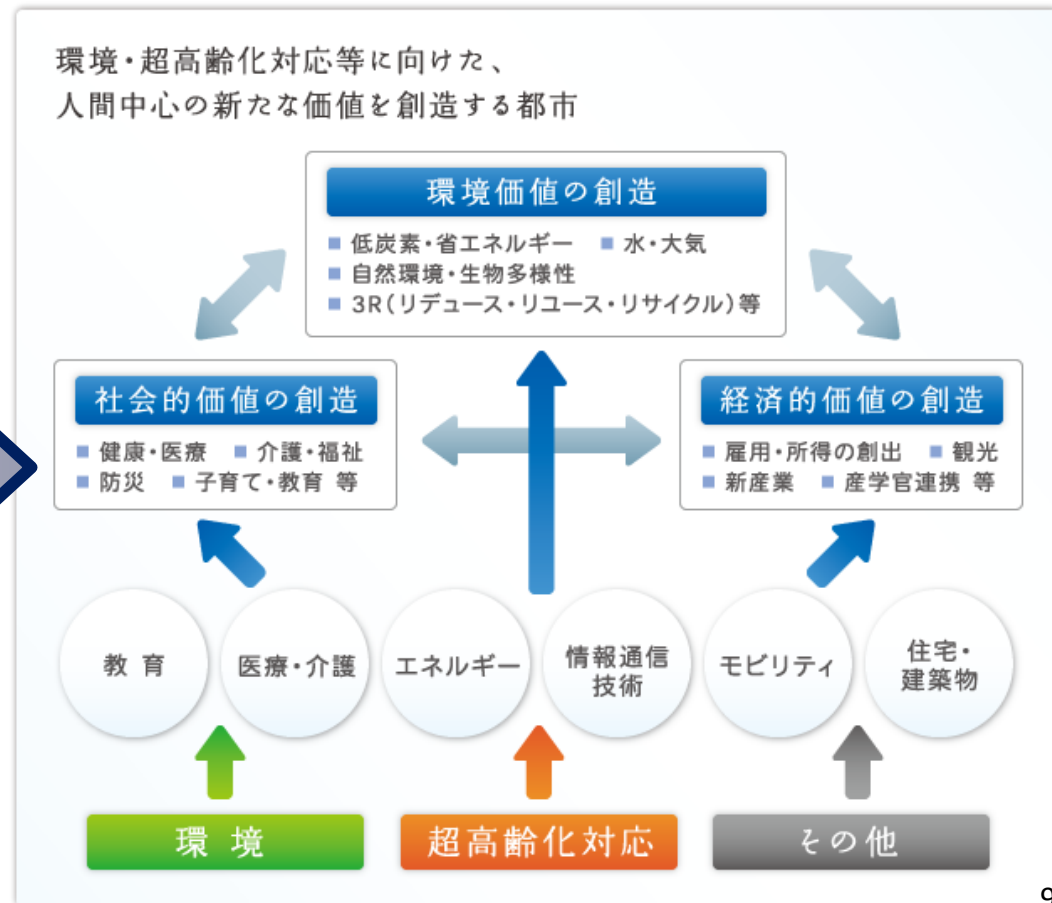 環境・超高齢化対応等に向けた、
人間中心の新たな価値を創造する都市
環境価値の創造
■ 低炭素・省エネルギー ■ 水・大気
■ 自然環境・生物多様性
■ 3R(リデュース・リユース・リサイクル)等
社会的価値の創造
■ 健康・医療 ■ 介護・福祉
■ 防災 ■ 子育て・教育 等
経済的価値の創造
■ 雇用・所得の創出 ■ 観光
■ 新産業 ■ 産学官連携 等
教 育
医療・介護
エネルギー
情報通信
技術
モビリティ
住宅・
建築物
環 境
超高齢化対応
その他